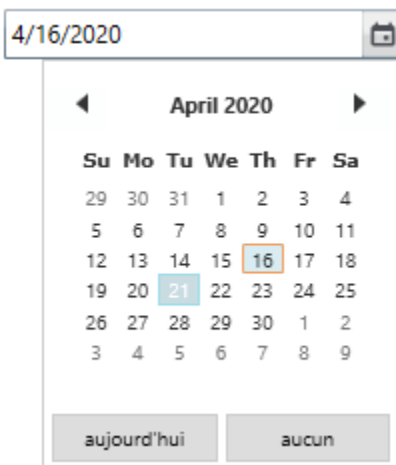 4/16/2020
April 2020
Su Mo Tu We Th Fr Sa
29 30 31 1 2 3 4
5 6 7 8 9 10 11
12 13 14 15 16 17 18
19 20 21 22 23 24 25
26 27 28 29 30 1 2
3 4 5 6 7 8 9
aujourd'hui aucun